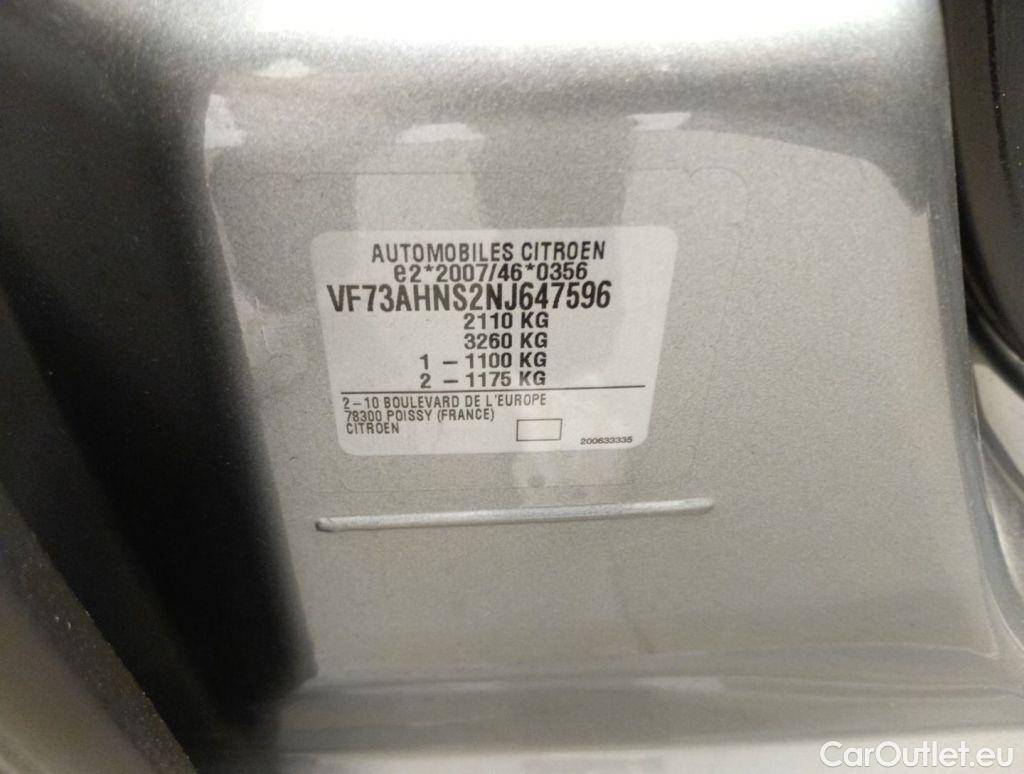 AUTOMOBILES CITROEN
e2*2007/46*0356
VF73AHNS2NJ647596
2110 KG
3260 KG
1 - 1100 KG
2 - 1175 KG
2-10 BOULEVARD DE L'EUROPE
78300 POISSY (FRANCE)
CITROEN
200633335
CarOutlet.eu